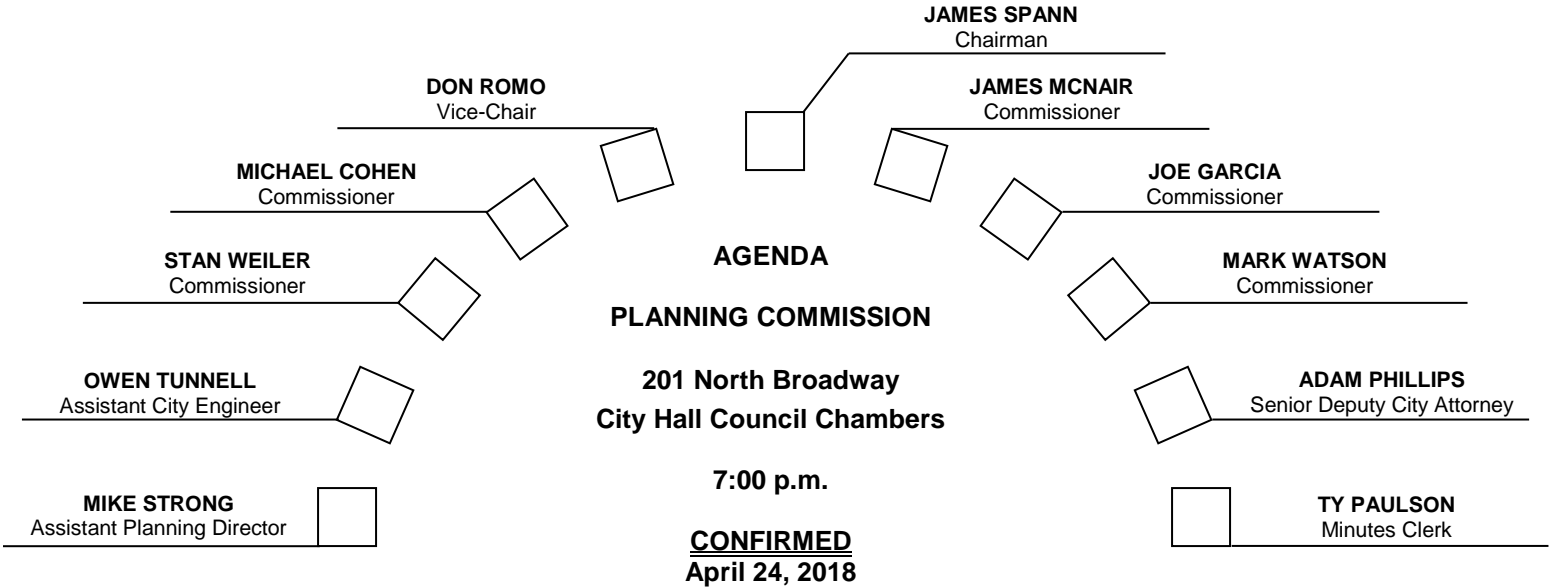 JAMES SPANN
Chairman
DON ROMO
Vice-Chair
JAMES MCNAIR
Commissioner
MICHAEL COHEN
Commissioner
JOE GARCIA
Commissioner
STAN WEILER
Commissioner
MARK WATSON
Commissioner
OWEN TUNNELL
Assistant City Engineer
ADAM PHILLIPS
Senior Deputy City Attorney
MIKE STRONG
Assistant Planning Director
TY PAULSON
Minutes Clerk
AGENDA
PLANNING COMMISSION
201 North Broadway
City Hall Council Chambers
7:00 p.m.
CONFIRMED
April 24, 2018